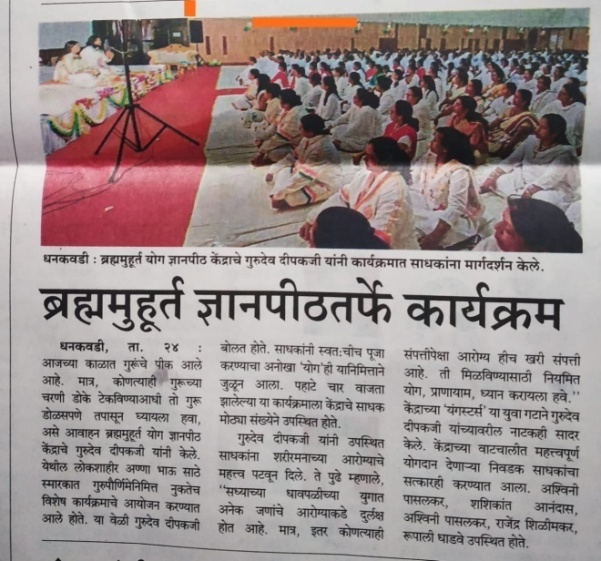 धनकवडी : ब्रह्ममुहूर्त योग ज्ञानपीठ केंद्राचे गुरुदेव दीपकजी यांनी कार्यक्रमात साधकांना मार्गदर्शन केले.
ब्रह्ममुहूर्त ज्ञानपीठतर्फे कार्यक्रम
धनकवडी, ता. २४ :
आजच्या काळात गुरूंचे पीक आले
आहे. मात्र, कोणत्याही गुरूच्या
चरणी डोके टेकविण्याआधी तो गुरू
डोळसपणे तपासून घ्यायला हवा,
असे आवाहन ब्रह्ममुहूर्त योग ज्ञानपीठ
केंद्राचे गुरुदेव दीपकजी यांनी केले.
येथील लोकशाहीर अण्णा भाऊ साठे
स्मारकात गुरुपौर्णिमेनिमित्त नुकतेच
विशेष कार्यक्रमाचे आयोजन करण्यात
आले होते. या वेळी गुरुदेव दीपकजी
बोलत होते. साधकांनी स्वतःचीच पूजा
करण्याचा अनोखा 'योग'ही यानिमित्ताने
जुळून आला. पहाटे चार वाजता
झालेल्या या कार्यक्रमाला केंद्राचे साधक
मोठ्या संख्येने उपस्थित होते.
गुरुदेव दीपकजी यांनी उपस्थित
साधकांना शरीरमनाच्या आरोग्याचे
महत्त्व पटवून दिले. ते पुढे म्हणाले,
"सध्याच्या धावपळीच्या युगात
अनेक जणांचे आरोग्याकडे दुर्लक्ष
होत आहे. मात्र, इतर कोणत्याही
संपत्तीपेक्षा आरोग्य हीच खरी संपत्ती
आहे. ती मिळविण्यासाठी नियमित
योग, प्राणायाम, ध्यान करायला हवे."
केंद्राच्या 'यंगस्टर्स' या युवा गटाने गुरुदेव
दीपकजी यांच्यावरील नाटकही सादर
केले. केंद्राच्या वाटचालीत महत्त्वपूर्ण
योगदान देणाऱ्या निवडक साधकांचा
सत्कारही करण्यात आला. अश्विनी
पासलकर, शशिकांत आनंदास,
अश्विनी पासलकर, राजेंद्र शिळीमकर,
रूपाली धाडवे उपस्थित होते.